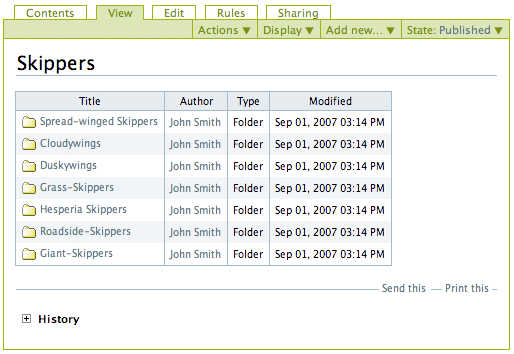 Contents View Edit Rules Sharing
Actions ▼ Display ▼ Add new... ▼ State: Published ▼
Skippers
Title Author Type Modified
Spread-winged Skippers John Smith Folder Sep 01, 2007 03:14 PM
Cloudywings John Smith Folder Sep 01, 2007 03:14 PM
Duskywings John Smith Folder Sep 01, 2007 03:14 PM
Grass-Skippers John Smith Folder Sep 01, 2007 03:14 PM
Hesperia Skippers John Smith Folder Sep 01, 2007 03:14 PM
Roadside-Skippers John Smith Folder Sep 01, 2007 03:14 PM
Giant-Skippers John Smith Folder Sep 01, 2007 03:14 PM
Send this — Print this –
History